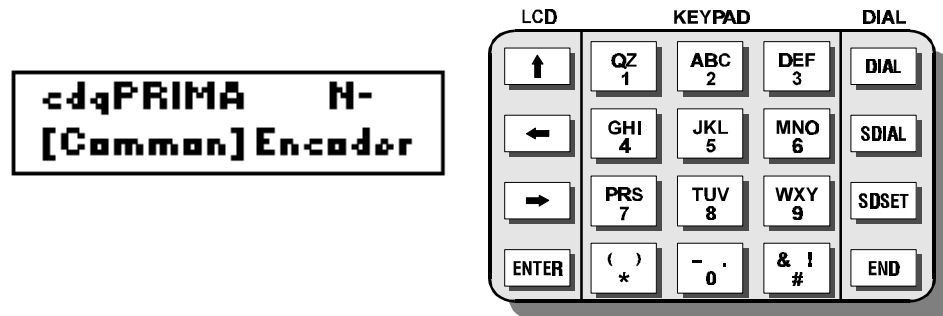 cdqPRIMA N-
[Common]Encoder
LCD KEYPAD DIAL
↑ QZ ABC DEF DIAL
1 2 3
← GHI JKL MNO SDIAL
4 5 6
→ PRS TUV WXY SDSET
7 8 9
ENTER ( ) – . & ! END
* 0 #